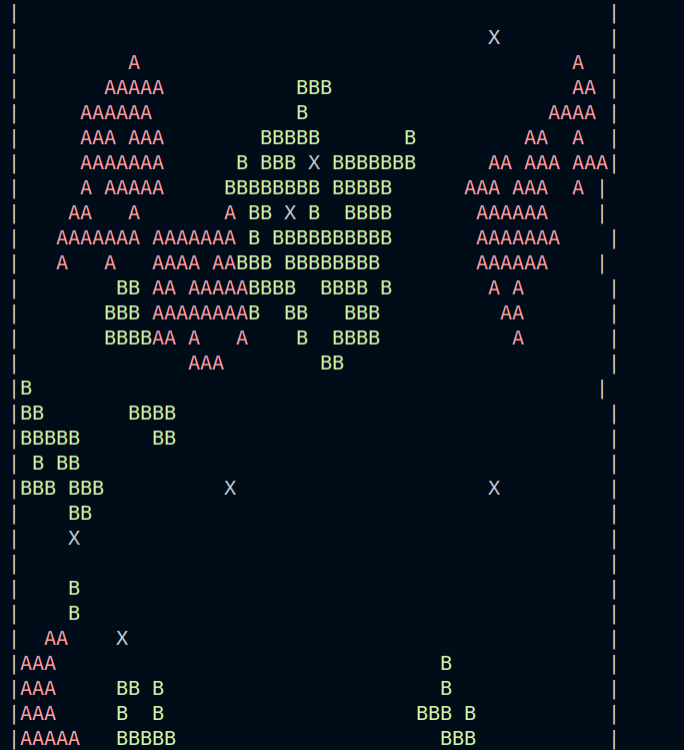 |                                                 |
|                                       X         |
|         A                                    A  |
|       AAAAA           BBB                    AA |
|     AAAAAA            B                    AAAA |
|     AAA AAA        BBBBB       B         AA  A  |
|     AAAAAAA      B BBB X BBBBBBB      AA AAA AAA|
|     A AAAAA     BBBBBBBB BBBBB      AAA AAA  A |
|    AA   A       A BB X B  BBBB       AAAAAA    |
|   AAAAAAA AAAAAAA B BBBBBBBBBB       AAAAAAA    |
|   A   A   AAAA AABBB BBBBBBBB        AAAAAA    |
|        BB AA AAAAABBBB  BBBB B        A A       |
|       BBB AAAAAAAAB  BB   BBB          AA       |
|       BBBBAA A   A    B  BBBB           A       |
|              AAA        BB                      |
|B                                               |
|BB       BBBB                                    |
|BBBBB      BB                                    |
| B BB                                            |
|BBB BBB          X                     X         |
|    BB                                           |
|    X                                            |
|                                                 |
|    B                                            |
|    B                                            |
|  AA    X                                        |
|AAA                                B             |
|AAA     BB B                       B             |
|AAA     B  B                     BBB B           |
|AAAAA   BBBBB                      BBB           |